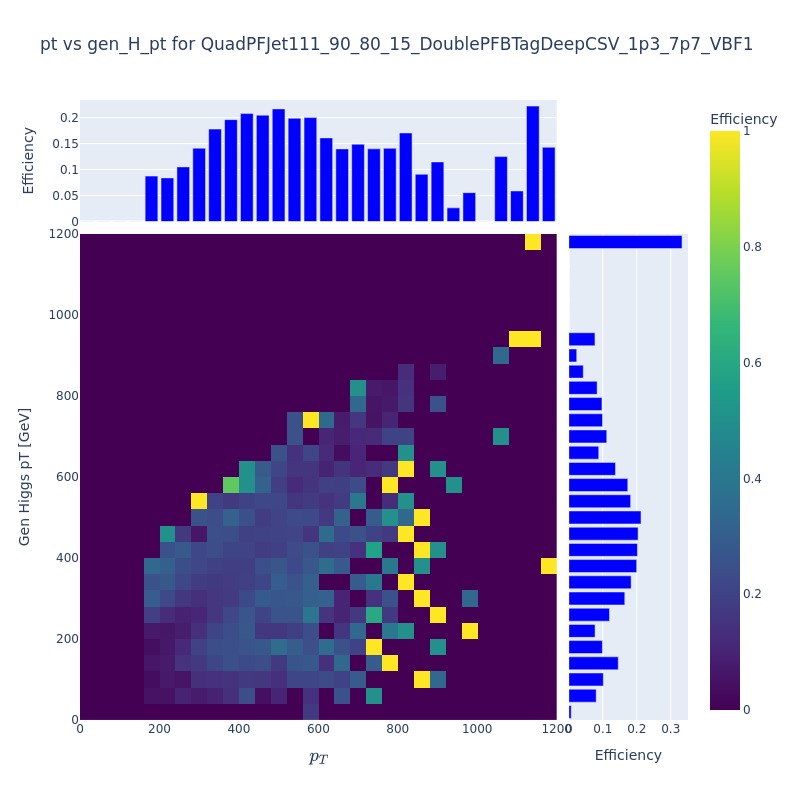 pt vs gen_H_pt for QuadPFJet111_90_80_15_DoublePFBTagDeepCSV_1p3_7p7_VBF1
Efficiency
0.2
0.15
0.1
0.05
0
Efficiency
1
0.8
0.6
0.4
0.2
0
Gen Higgs pT [GeV]
1200
1000
800
600
400
200
0
0 200 400 600 800 1000 1200
p_T
0 0.1 0.2 0.3
Efficiency